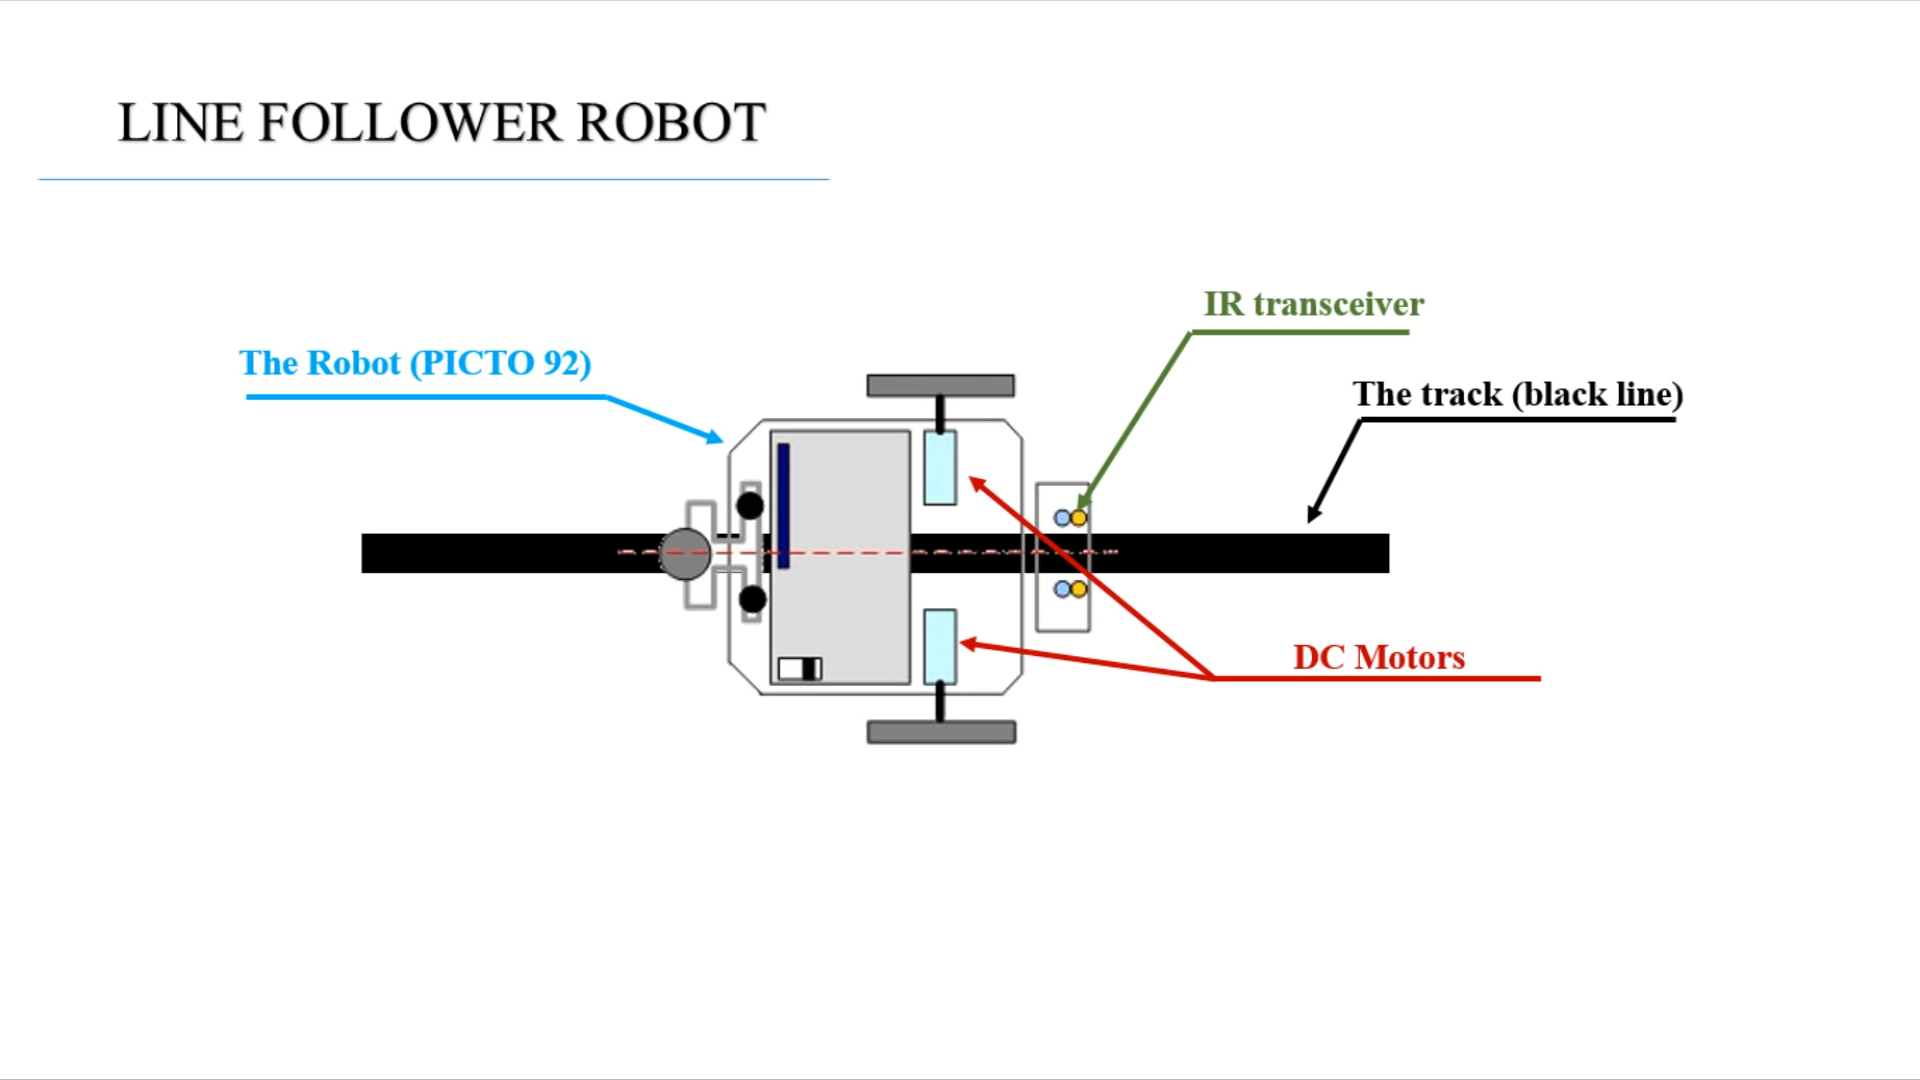 LINE FOLLOWER ROBOT
IR transceiver
The Robot (PICTO 92)
The track (black line)
DC Motors